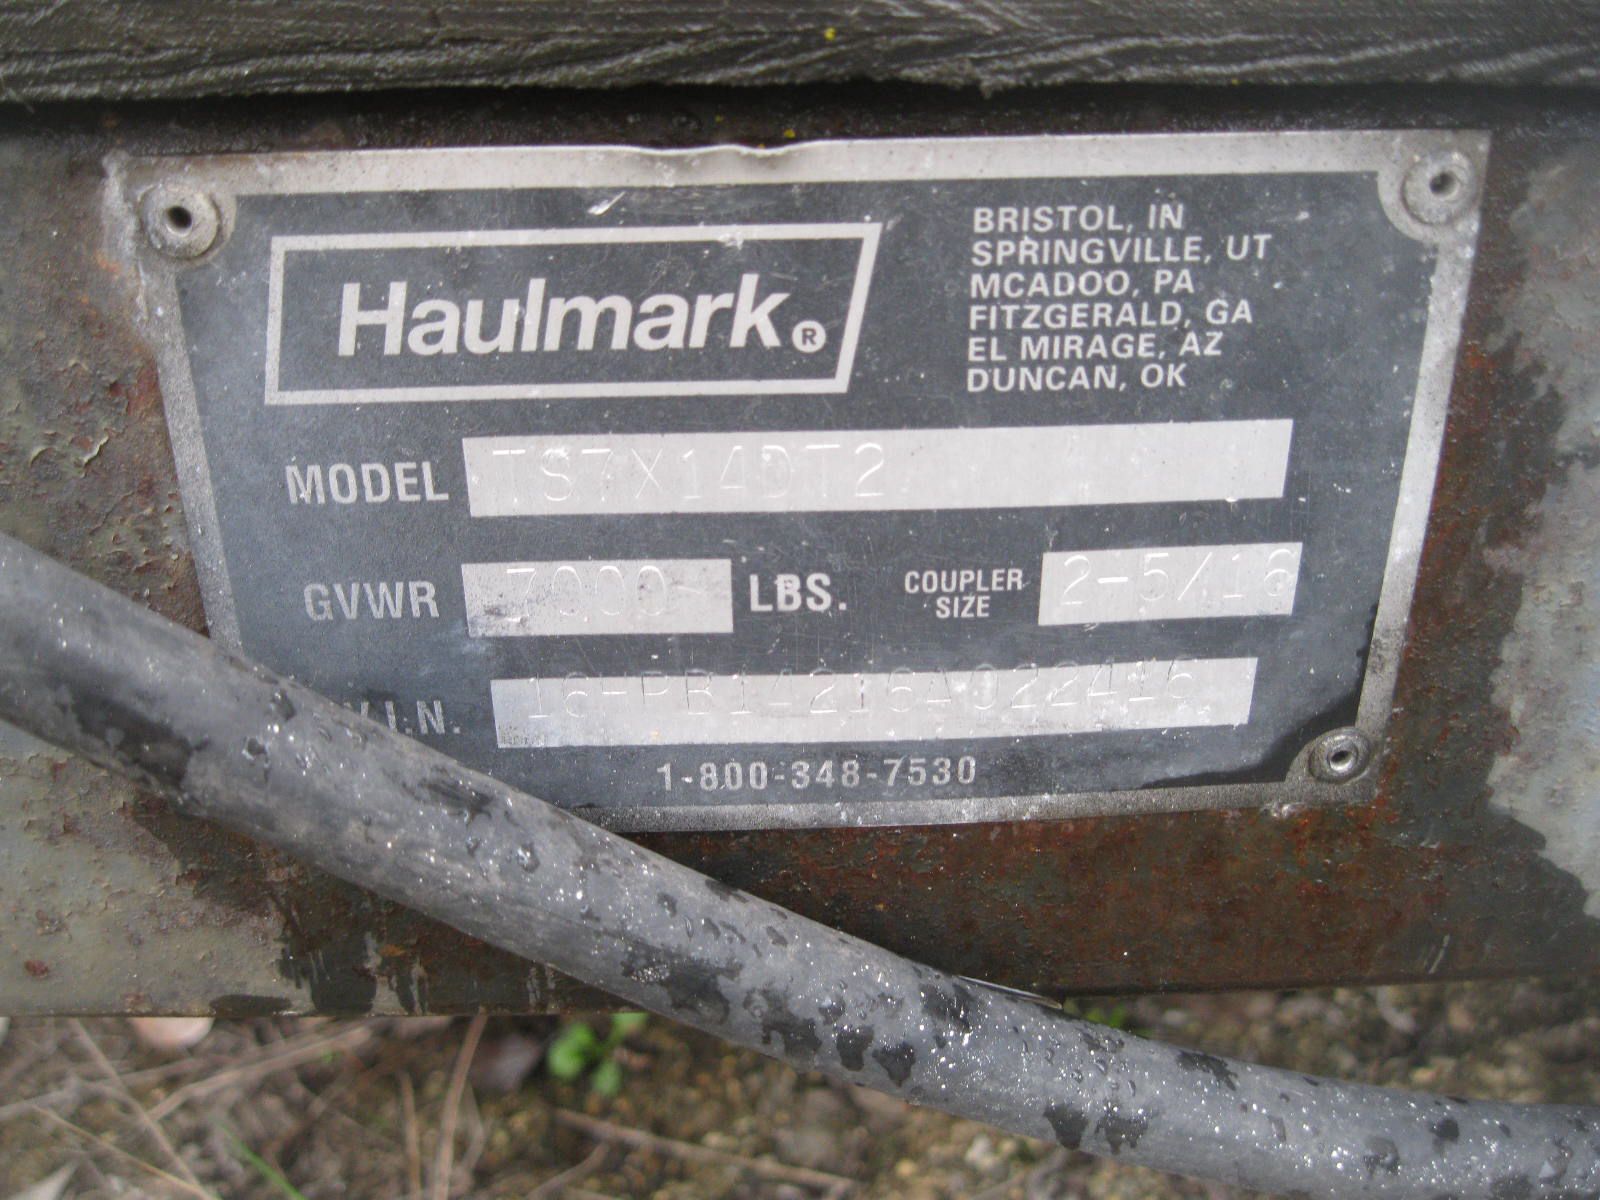 Haulmark®
BRISTOL, IN
SPRINGVILLE, UT
MCADOO, PA
FITZGERALD, GA
EL MIRAGE, AZ
DUNCAN, OK
MODEL TS7X14DT2
GVWR 7000 LBS. COUPLER SIZE 2-5/16
V.I.N.
1-800-348-7530